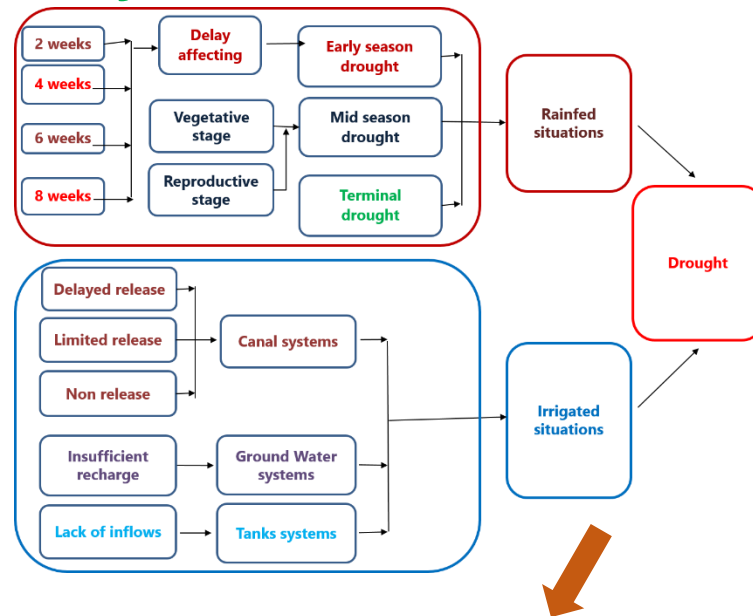 2 weeks
4 weeks
6 weeks
8 weeks
Delay
affecting
Early season
drought
Vegetative
stage
Mid season
drought
Reproductive
stage
Terminal
drought
Rainfed
situations
Drought
Delayed release
Limited release
Non release
Canal systems
Insufficient
recharge
Ground Water
systems
Lack of inflows
Tanks systems
Irrigated
situations